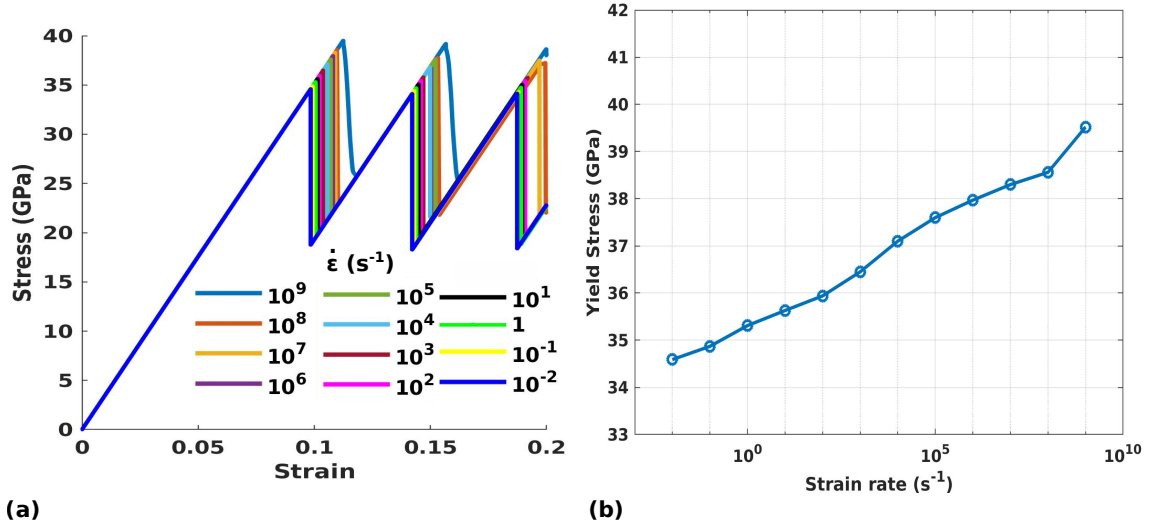 40
35
30
25
20
15
10
5
0
Stress (GPa)
0 0.05 0.1 0.15 0.2
Strain
ε̇ (s⁻¹)
10⁹ 10⁵ 10¹
10⁸ 10⁴ 1
10⁷ 10³ 10⁻¹
10⁶ 10² 10⁻²
(a)
42
41
40
39
38
37
36
35
34
33
Yield Stress (GPa)
10⁰ 10⁵ 10¹⁰
Strain rate (s⁻¹)
(b)